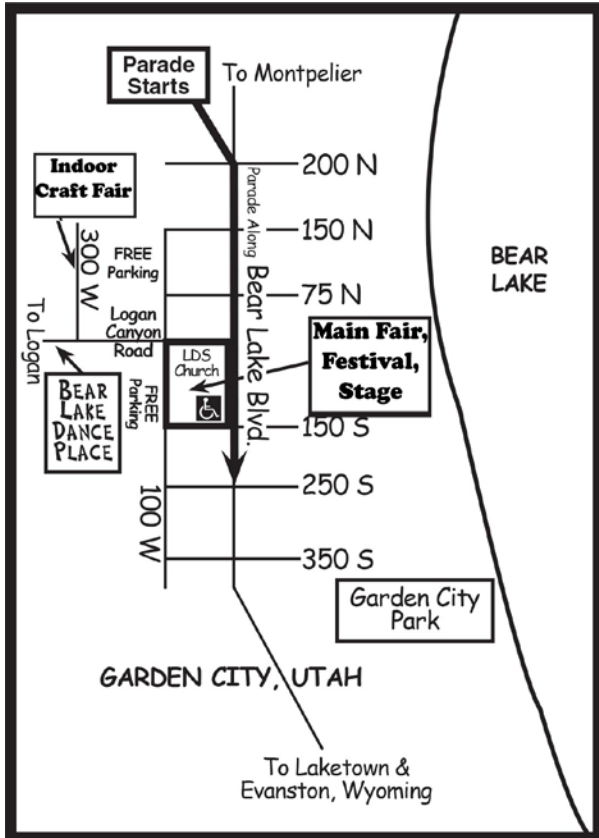 Parade
Starts
To Montpelier
200 N
Indoor
Craft Fair
Parade Along
Bear Lake Blvd.
150 N
300 W
FREE
Parking
BEAR
LAKE
75 N
To Logan
Logan
Canyon
Road
LDS
Church
Main Fair,
Festival,
Stage
BEAR
LAKE
DANCE
PLACE
FREE
Parking
150 S
100 W
250 S
350 S
Garden City
Park
GARDEN CITY, UTAH
To Laketown &
Evanston, Wyoming